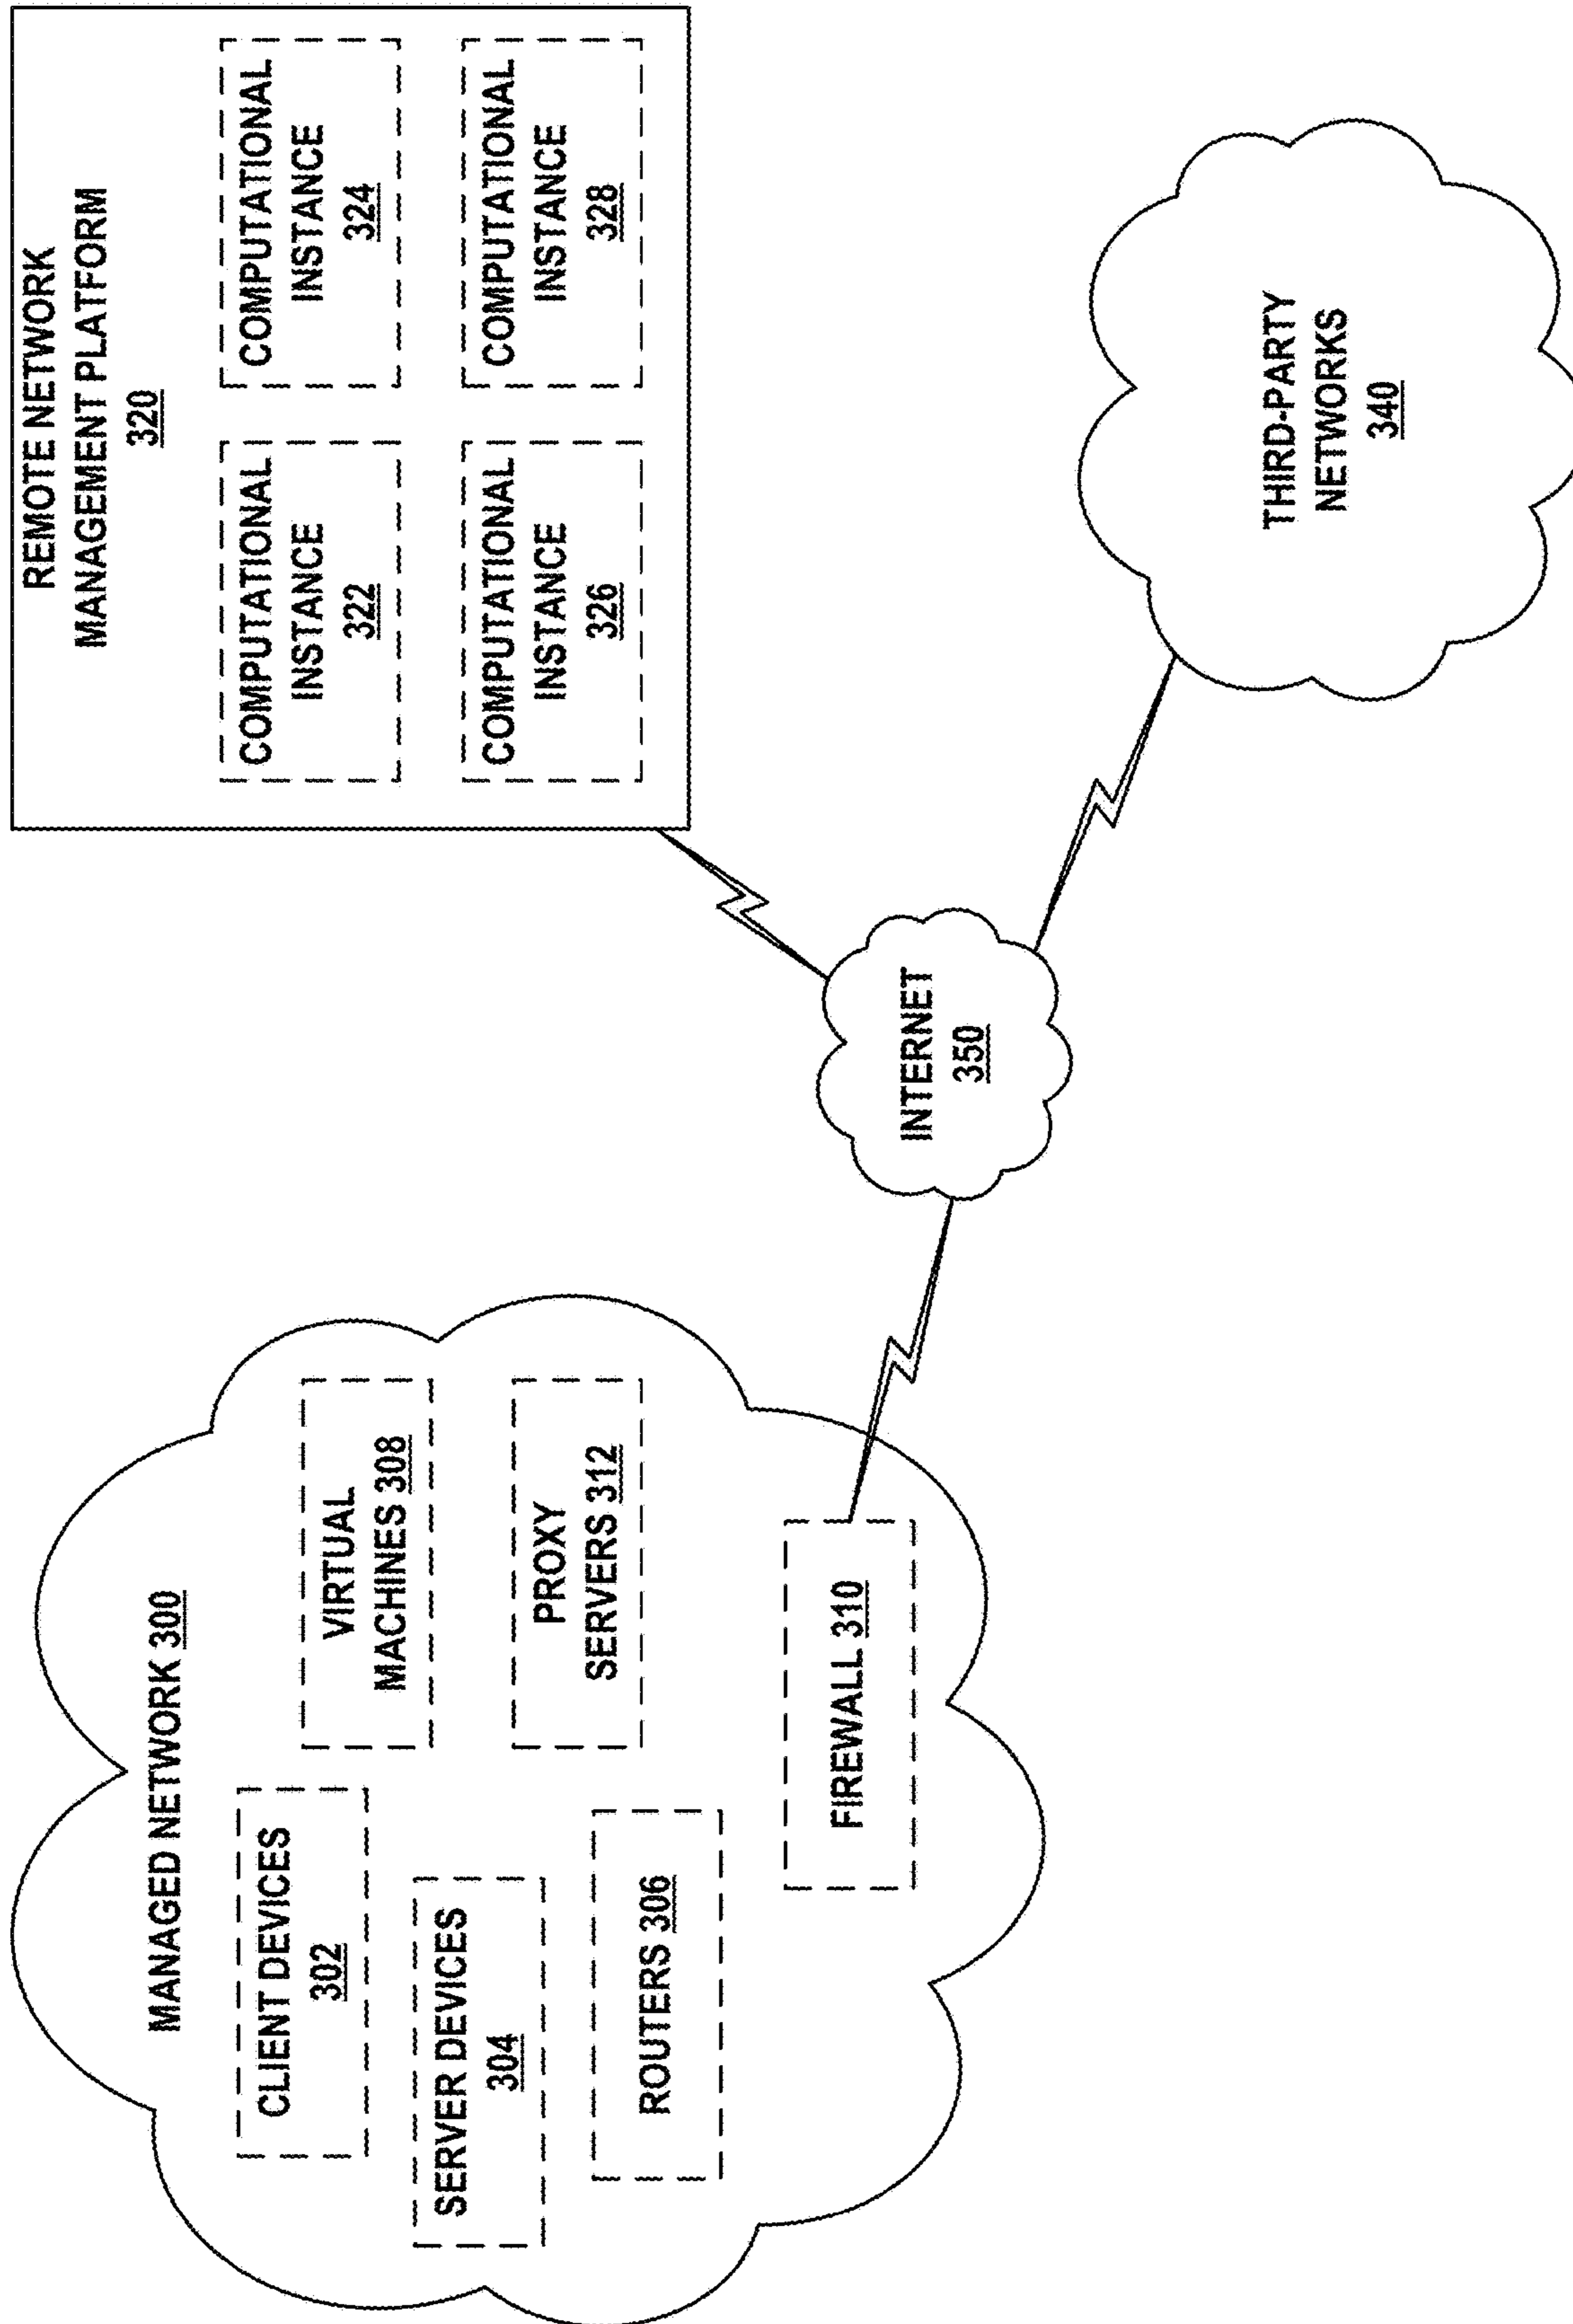 MANAGED NETWORK 300
CLIENT DEVICES
302
VIRTUAL
MACHINES 308
SERVER DEVICES
304
PROXY
SERVERS 312
ROUTERS 306
FIREWALL 310
INTERNET
350
REMOTE NETWORK
MANAGEMENT PLATFORM
320
COMPUTATIONAL
INSTANCE
322
COMPUTATIONAL
INSTANCE
324
COMPUTATIONAL
INSTANCE
326
COMPUTATIONAL
INSTANCE
328
THIRD-PARTY
NETWORKS
340